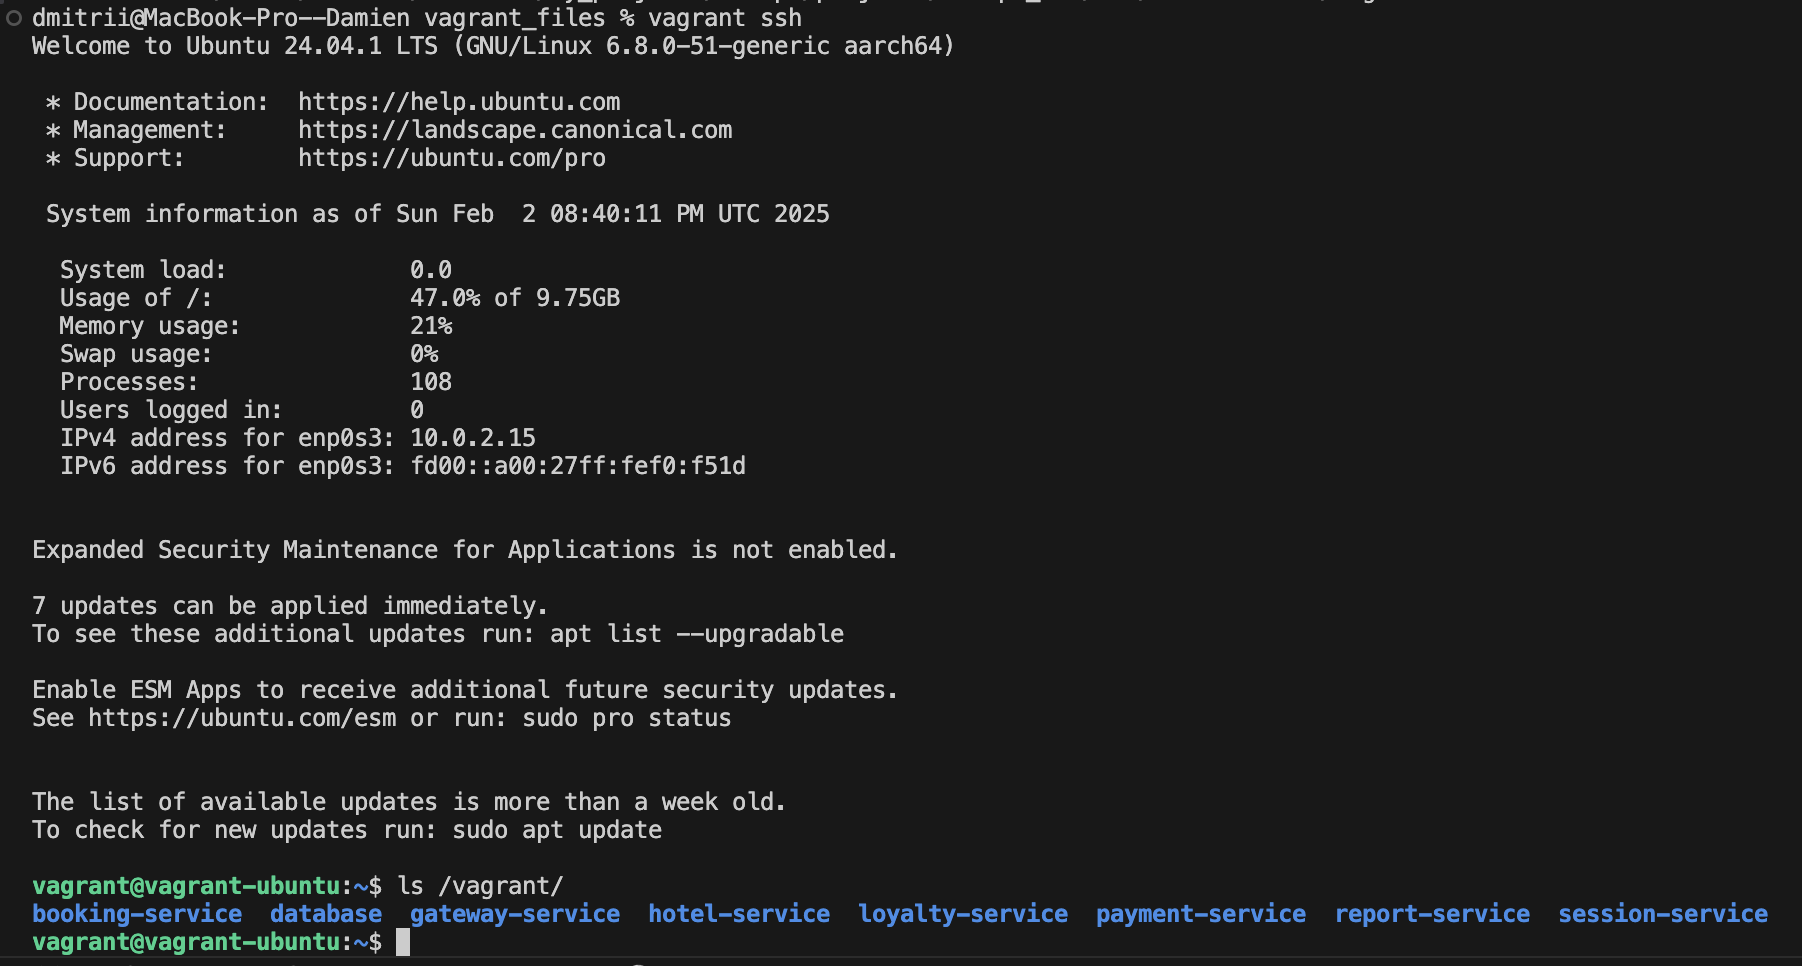 dmitrii@MacBook-Pro--Damien vagrant_files % vagrant ssh
Welcome to Ubuntu 24.04.1 LTS (GNU/Linux 6.8.0-51-generic aarch64)
* Documentation:  https://help.ubuntu.com
* Management:     https://landscape.canonical.com
* Support:        https://ubuntu.com/pro
System information as of Sun Feb  2 08:40:11 PM UTC 2025
System load:             0.0
Usage of /:              47.0% of 9.75GB
Memory usage:            21%
Swap usage:              0%
Processes:               108
Users logged in:         0
IPv4 address for enp0s3: 10.0.2.15
IPv6 address for enp0s3: fd00::a00:27ff:fef0:f51d
Expanded Security Maintenance for Applications is not enabled.
7 updates can be applied immediately.
To see these additional updates run: apt list --upgradable
Enable ESM Apps to receive additional future security updates.
See https://ubuntu.com/esm or run: sudo pro status
The list of available updates is more than a week old.
To check for new updates run: sudo apt update
vagrant@vagrant-ubuntu:~$ ls /vagrant/
booking-service  database  gateway-service  hotel-service  loyalty-service  payment-service  report-service  session-service
vagrant@vagrant-ubuntu:~$